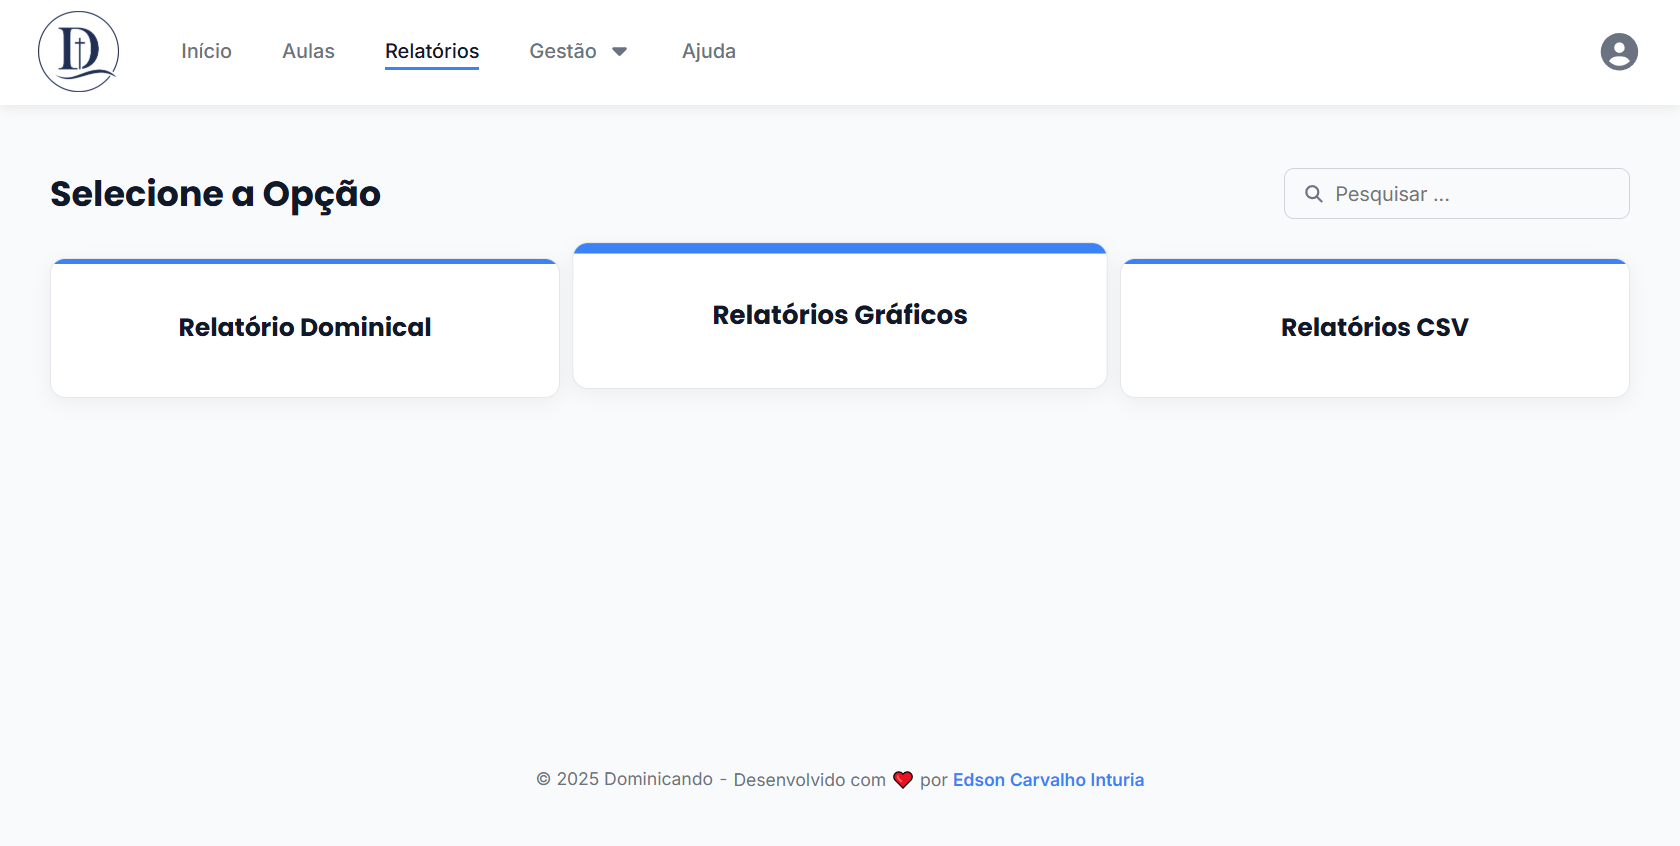 D
Início Aulas Relatórios Gestão Ajuda
Selecione a Opção
Pesquisar ...
Relatório Dominical
Relatórios Gráficos
Relatórios CSV
© 2025 Dominicando - Desenvolvido com ❤️ por Edson Carvalho Inturia